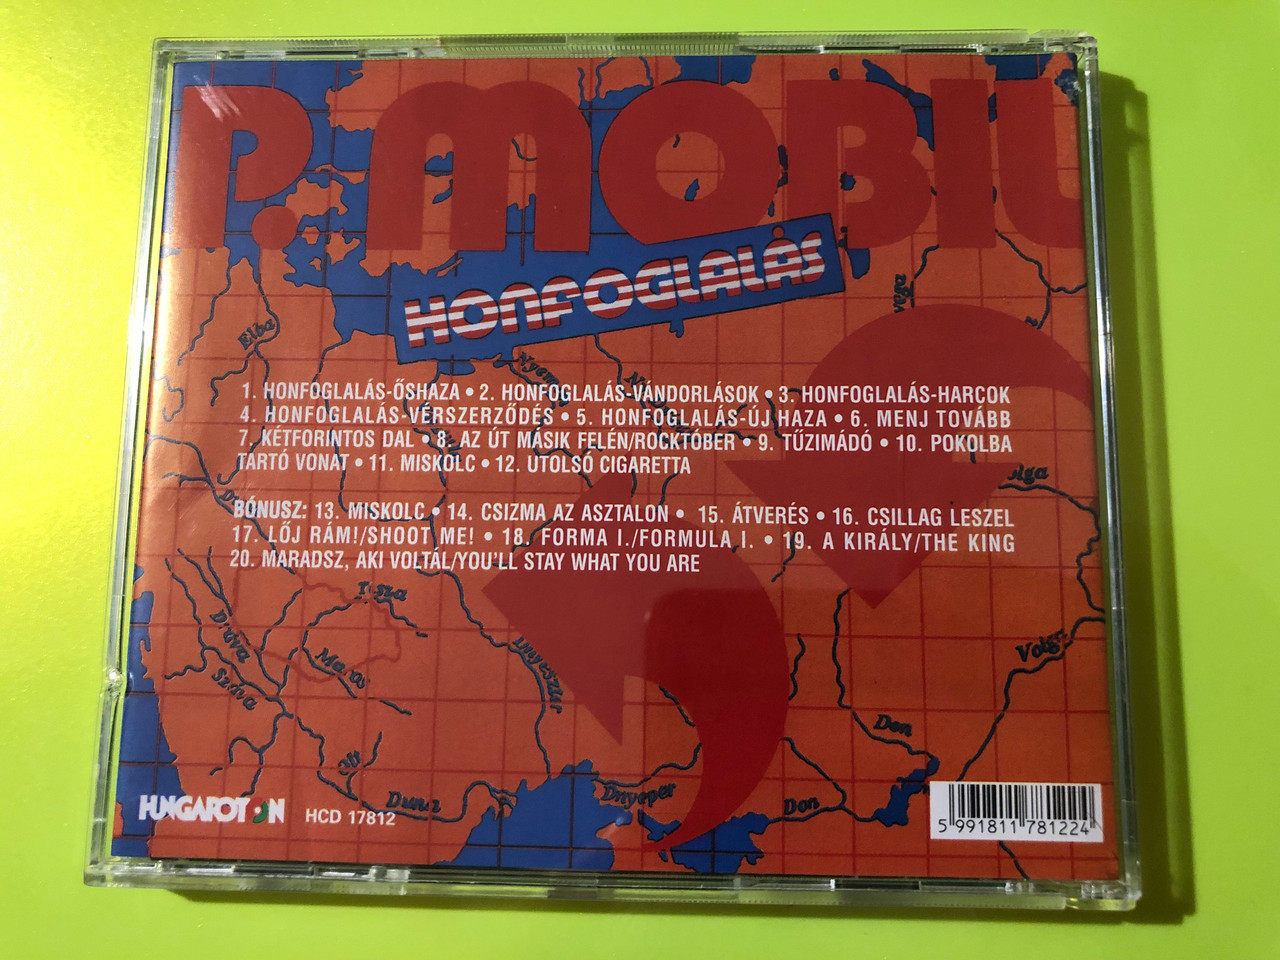 P. MOBIL
HONFOGLALÁS
1. HONFOGLALÁS-ŐSHAZA • 2. HONFOGLALÁS-VÁNDORLÁSOK • 3. HONFOGLALÁS-HARCOK
4. HONFOGLALÁS-VÉRSZERZŐDÉS • 5. HONFOGLALÁS-ÚJ HAZA • 6. MENJ TOVÁBB
7. KÉTFORINTOS DAL • 8. AZ ÚT MÁSIK FELÉN/ROCKTÓBER • 9. TŰZIMÁDÓ • 10. POKOLBA
TARTÓ VONAT • 11. MISKOLC • 12. UTOLSÓ CIGARETTA
BÓNUSZ: 13. MISKOLC • 14. CSIZMA AZ ASZTALON • 15. ÁTVERÉS • 16. CSILLAG LESZEL
17. LŐJ RÁM!/SHOOT ME! • 18. FORMA I./FORMULA I. • 19. A KIRÁLY/THE KING
20. MARADSZ, AKI VOLTÁL/YOU'LL STAY WHAT YOU ARE
Elba
Tisza
Dráva
Maros
Száva
Dnyeszter
Volga
Don
Olt
Duna
Dnyeper
Don
HUNGAROTON
HCD 17812
5 991811 781224